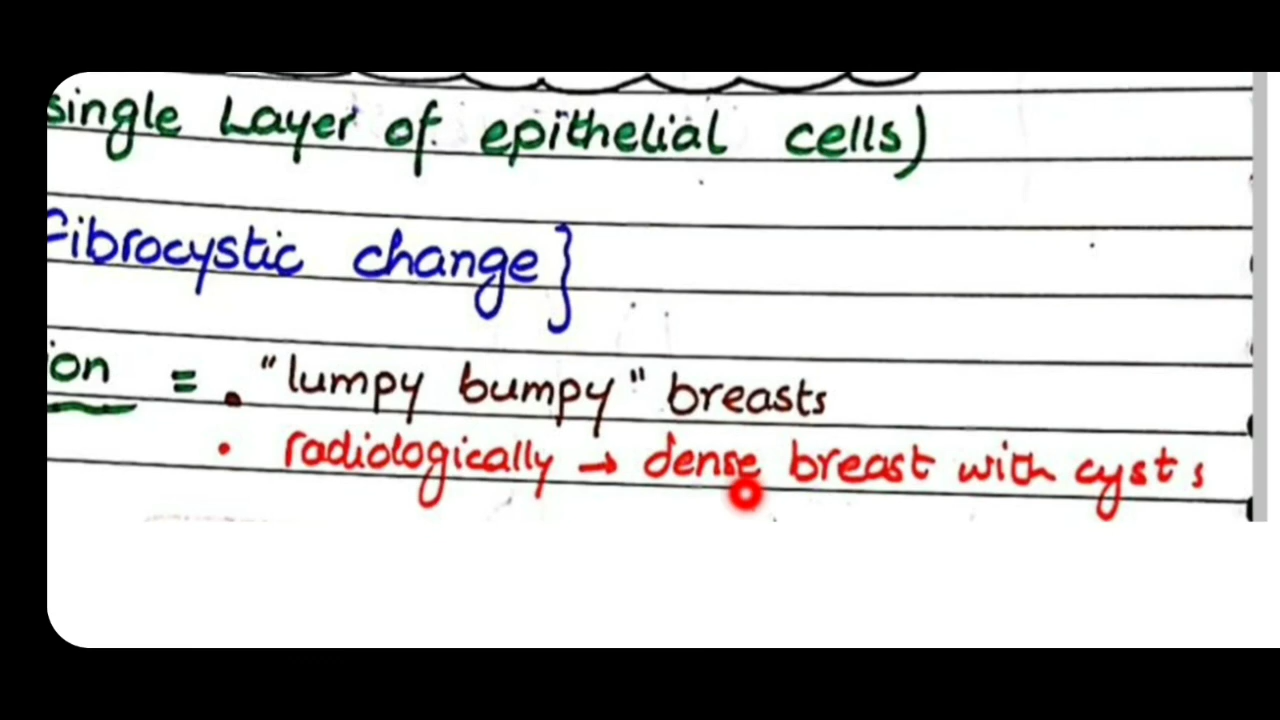 single Layer of epithelial cells)
fibrocystic change}
ion = . "lumpy bumpy" breasts
• radiologically → dense breast with cysts